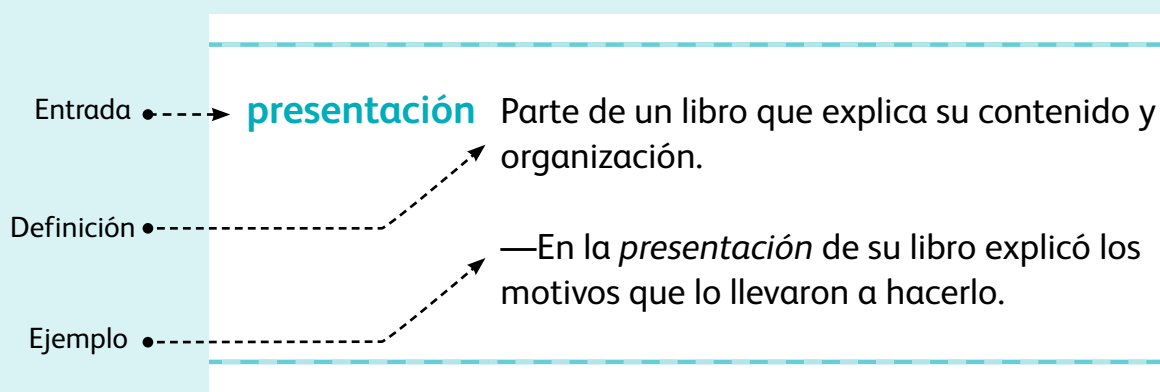 Entrada
presentación Parte de un libro que explica su contenido y
organización.
Definición
—En la presentación de su libro explicó los
motivos que lo llevaron a hacerlo.
Ejemplo